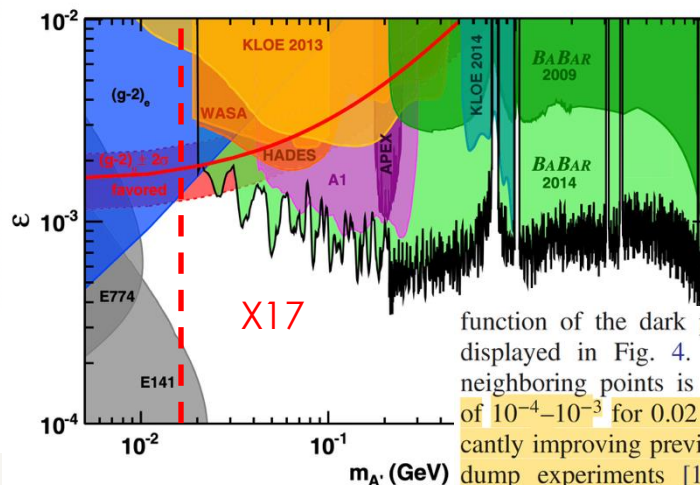 10⁻²
KLOE 2013
KLOE 2014
BABAR
2009
(g-2)ₑ
WASA
(g-2) ± 2σ
favored
HADES
APEX
A1
BABAR
2014
10⁻³
ε
E774
X17
E141
10⁻⁴
10⁻²
10⁻¹
m_A' (GeV)
function of the dark
displayed in Fig. 4.
neighboring points is
of 10⁻⁴–10⁻³ for 0.02
cantly improving previ
dump experiments [1